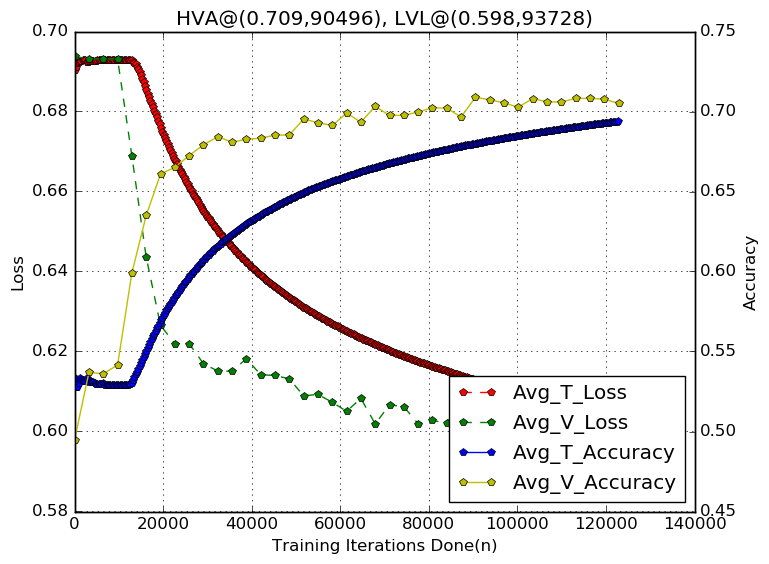 HVA@(0.709,90496), LVL@(0.598,93728)
0.70
0.68
0.66
0.64
0.62
0.60
0.58
Loss
0.75
0.70
0.65
0.60
0.55
0.50
0.45
Accuracy
Avg_T_Loss
Avg_V_Loss
Avg_T_Accuracy
Avg_V_Accuracy
0 20000 40000 60000 80000 100000 120000 140000
Training Iterations Done(n)